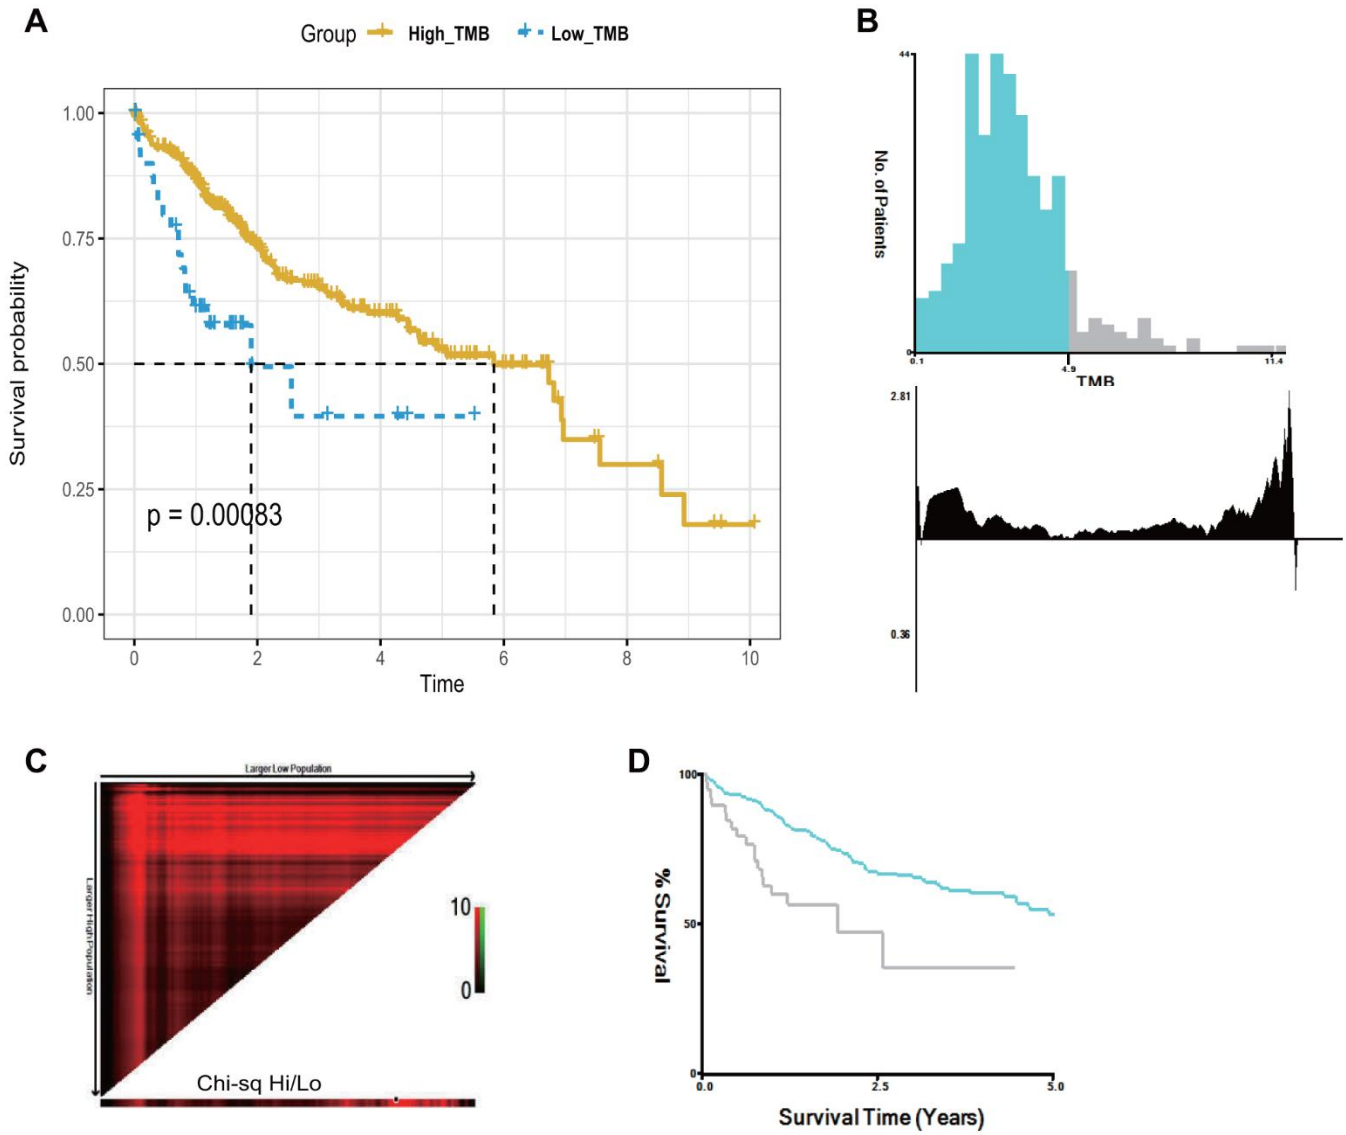 A
Group High_TMB Low_TMB
1.00
0.75
0.50
0.25
0.00
Survival probability
p = 0.00083
0 2 4 6 8 10
Time
B
44
0
No. of Patients
0.1 4.9 11.4
TMB
2.81
0.36
C
Larger Low Population
Larger High Population
10
0
Chi-sq Hi/Lo
D
100
50
0
% Survival
0.0 2.5 5.0
Survival Time (Years)